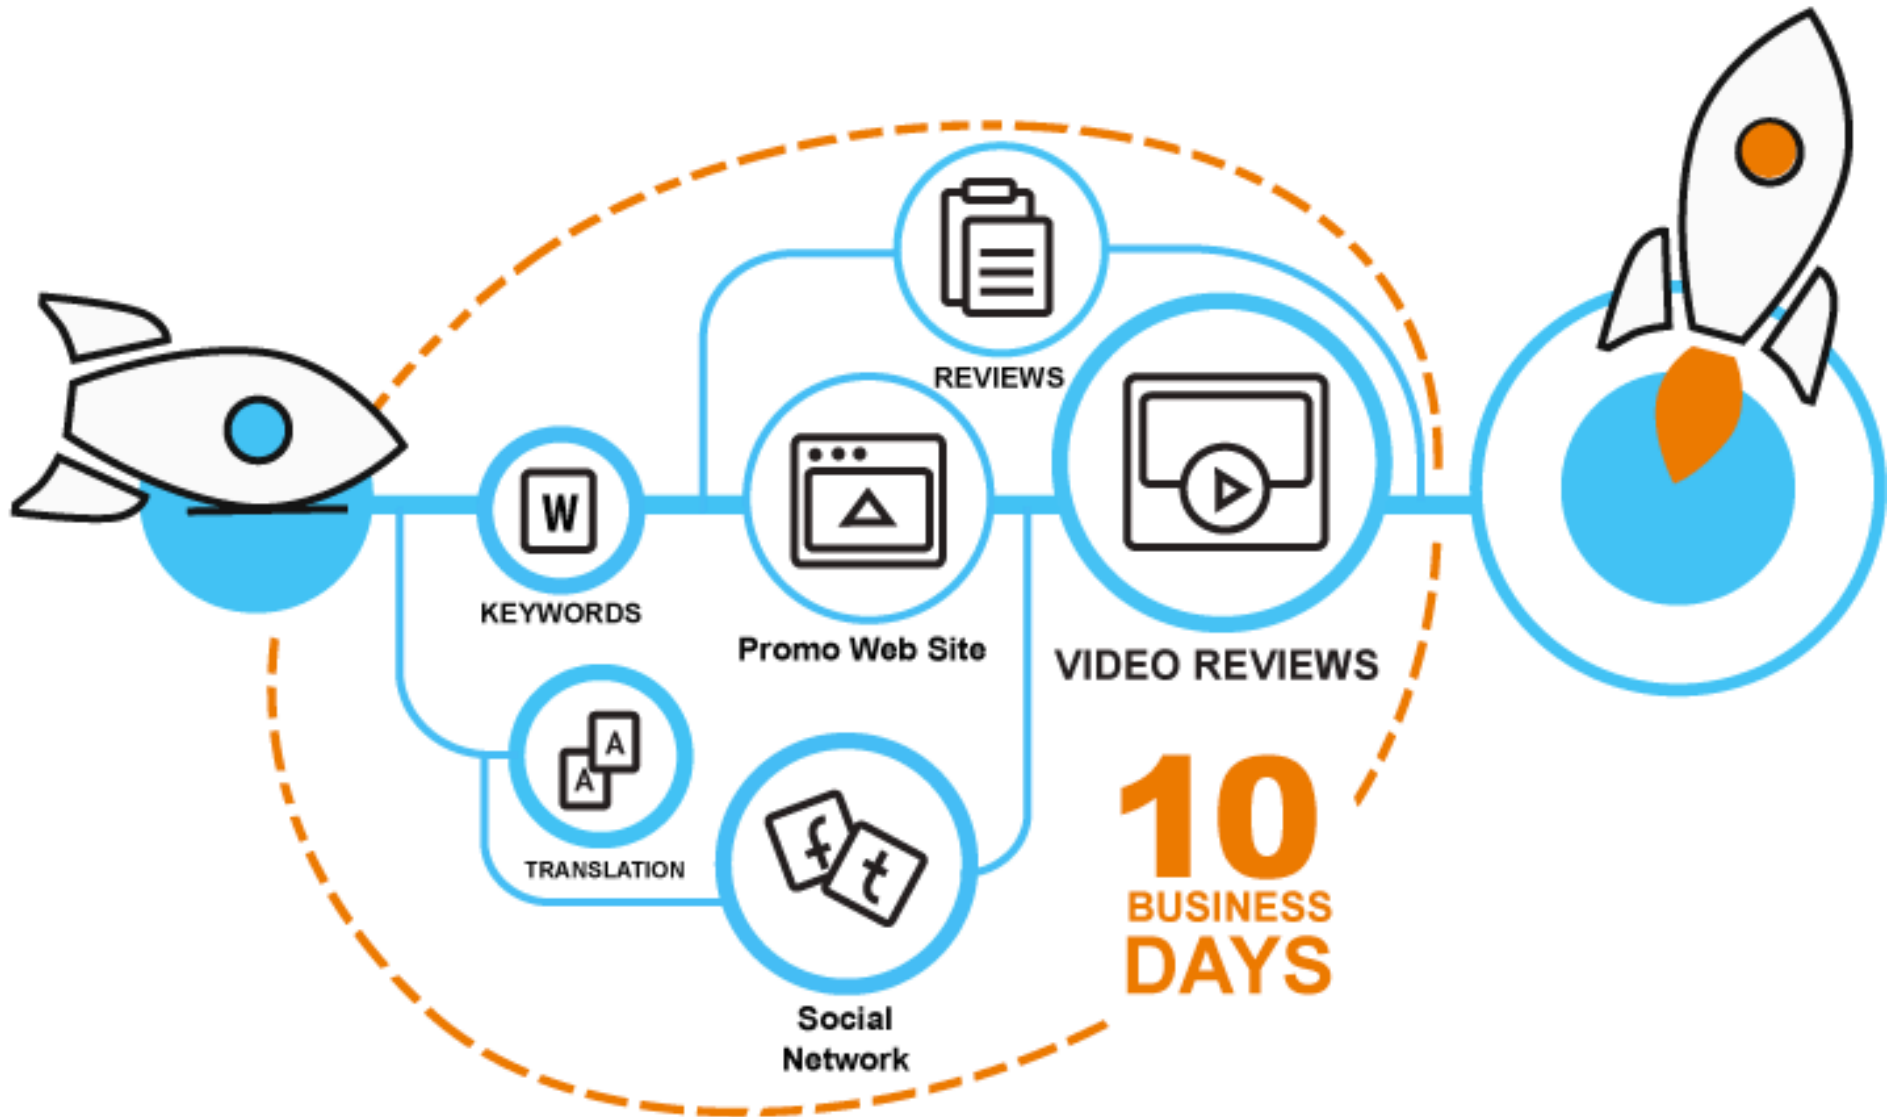 REVIEWS
W
KEYWORDS
Promo Web Site
VIDEO REVIEWS
A
A
TRANSLATION
f
t
Social
Network
10
BUSINESS
DAYS